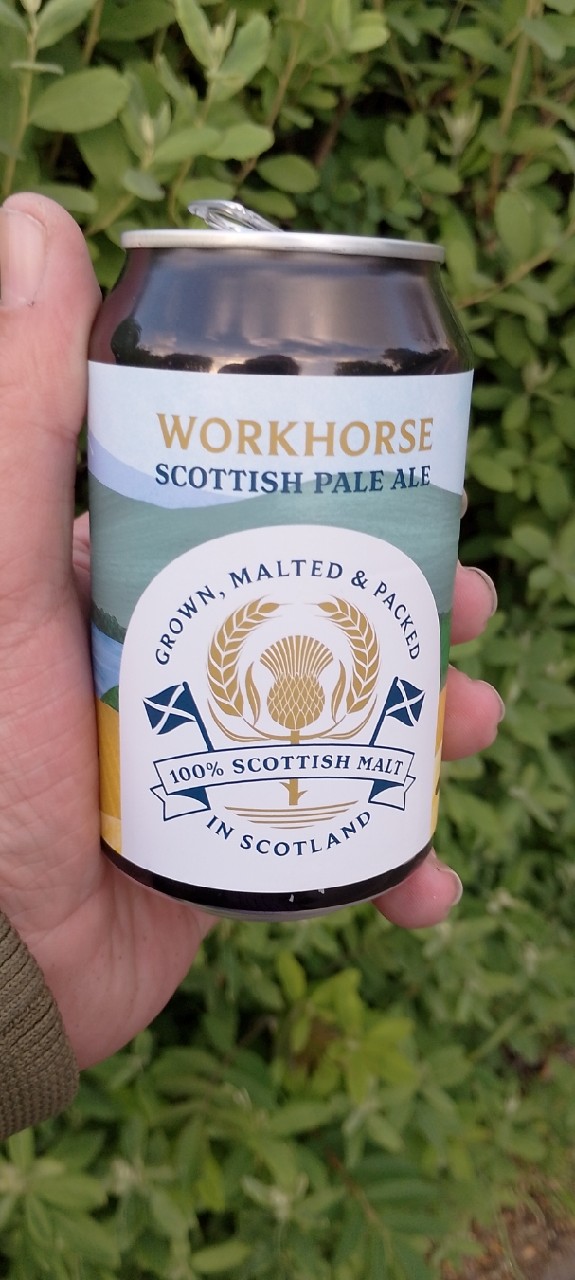 WORKHORSE
SCOTTISH PALE ALE
GROWN, MALTED & PACKED
100% SCOTTISH MALT
IN SCOTLAND